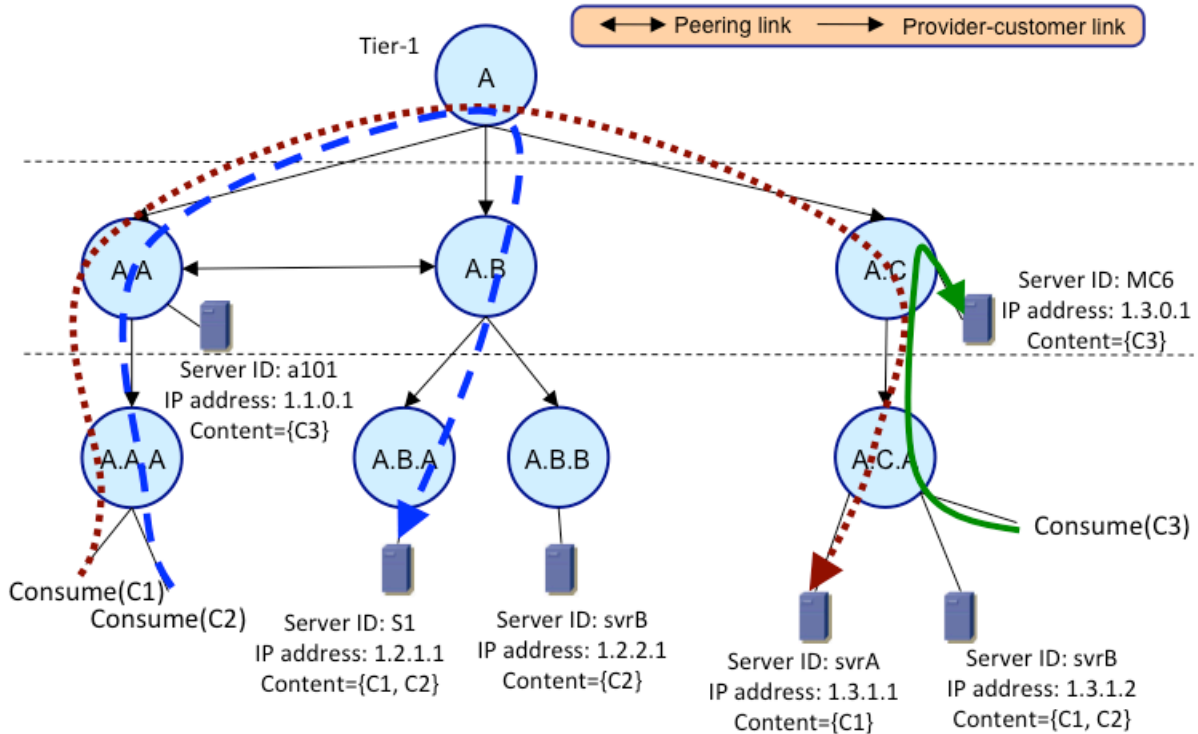 Tier-1
Peering link
Provider-customer link
A
A.A
A.B
A.C
Server ID: MC6
IP address: 1.3.0.1
Content={C3}
Server ID: a101
IP address: 1.1.0.1
Content={C3}
A.A.A
A.B.A
A.B.B
A.C.A
Consume(C3)
Consume(C1)
Consume(C2)
Server ID: S1
IP address: 1.2.1.1
Content={C1, C2}
Server ID: svrB
IP address: 1.2.2.1
Content={C2}
Server ID: svrA
IP address: 1.3.1.1
Content={C1}
Server ID: svrB
IP address: 1.3.1.2
Content={C1, C2}